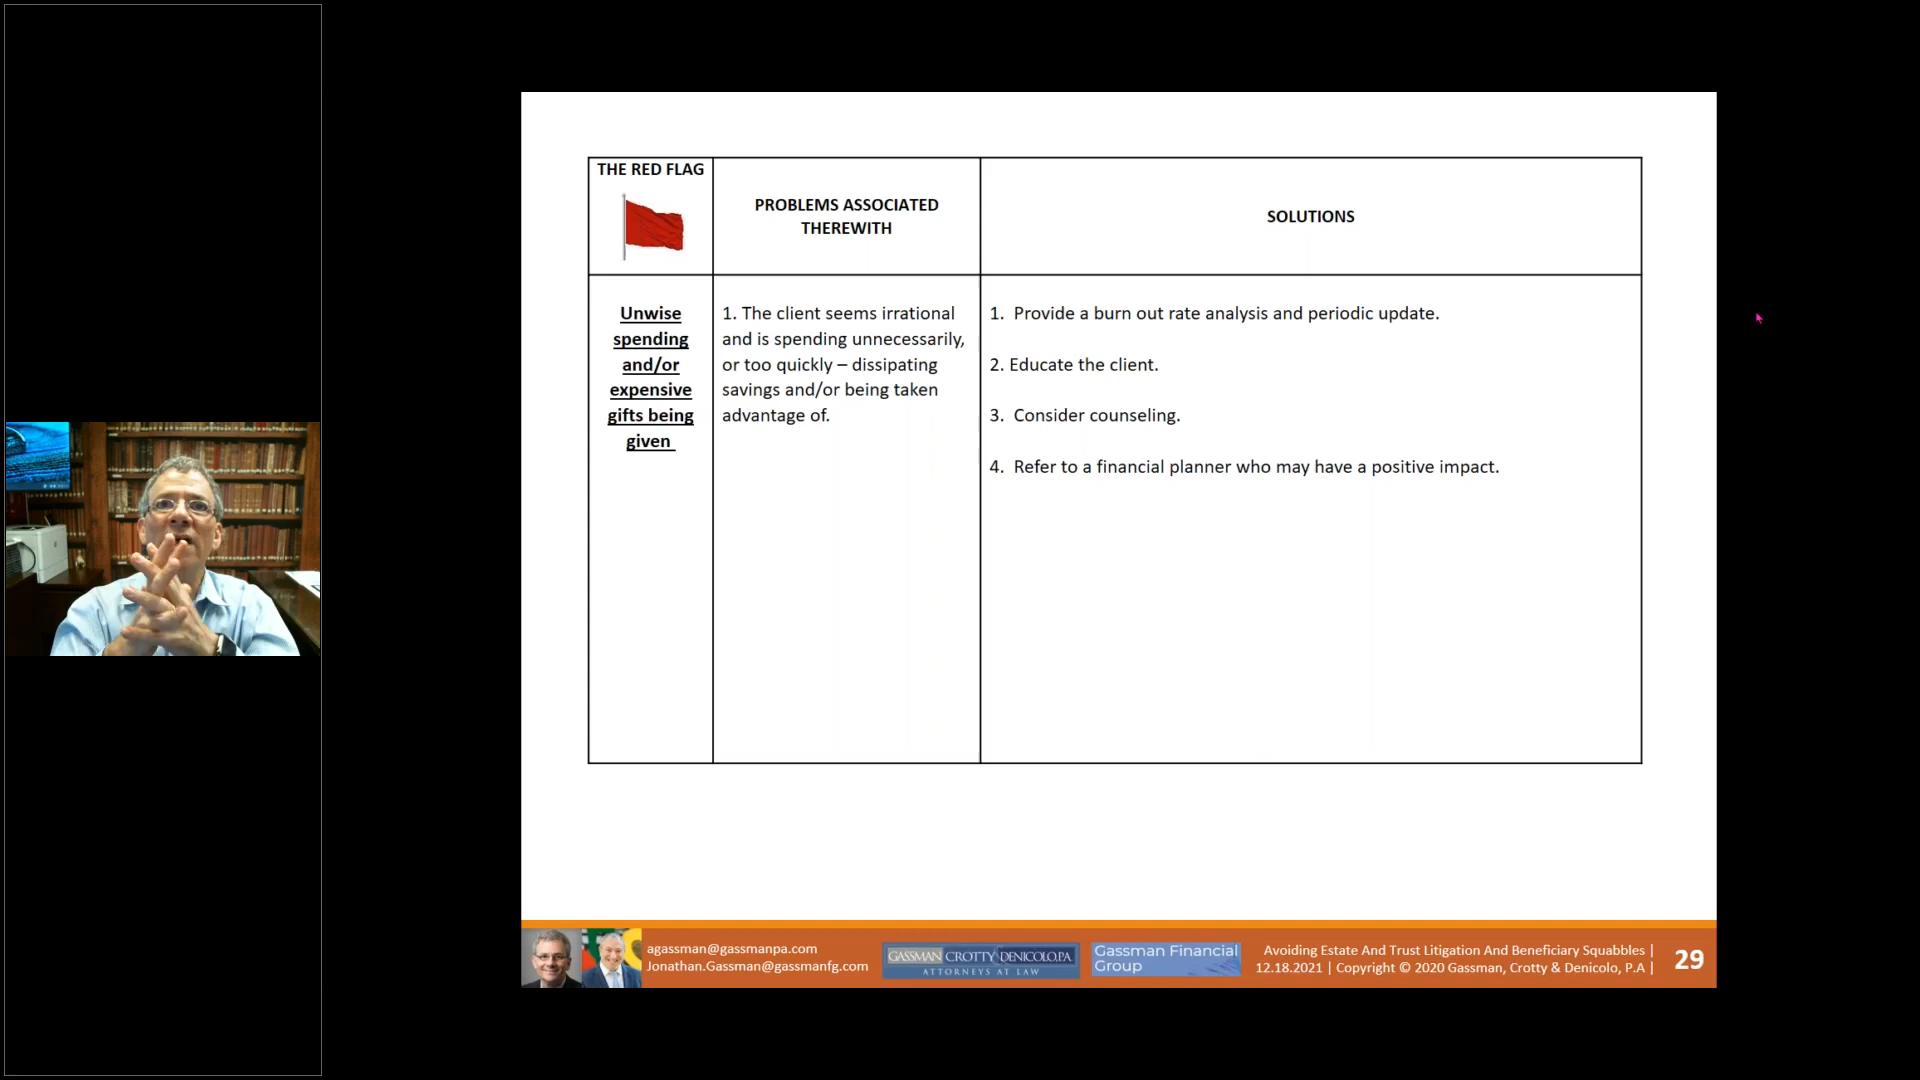 THE RED FLAG
PROBLEMS ASSOCIATED
THEREWITH
SOLUTIONS
Unwise
spending
and/or
expensive
gifts being
given
1. The client seems irrational
and is spending unnecessarily,
or too quickly – dissipating
savings and/or being taken
advantage of.
1. Provide a burn out rate analysis and periodic update.
2. Educate the client.
3. Consider counseling.
4. Refer to a financial planner who may have a positive impact.
agassman@gassmanpa.com
Jonathan.Gassman@gassmanfg.com
GASSMAN CROTTY DENICOLO, P.A.
ATTORNEYS AT LAW
Gassman Financial
Group
Avoiding Estate And Trust Litigation And Beneficiary Squabbles |
12.18.2021 | Copyright © 2020 Gassman, Crotty & Denicolo, P.A |
29